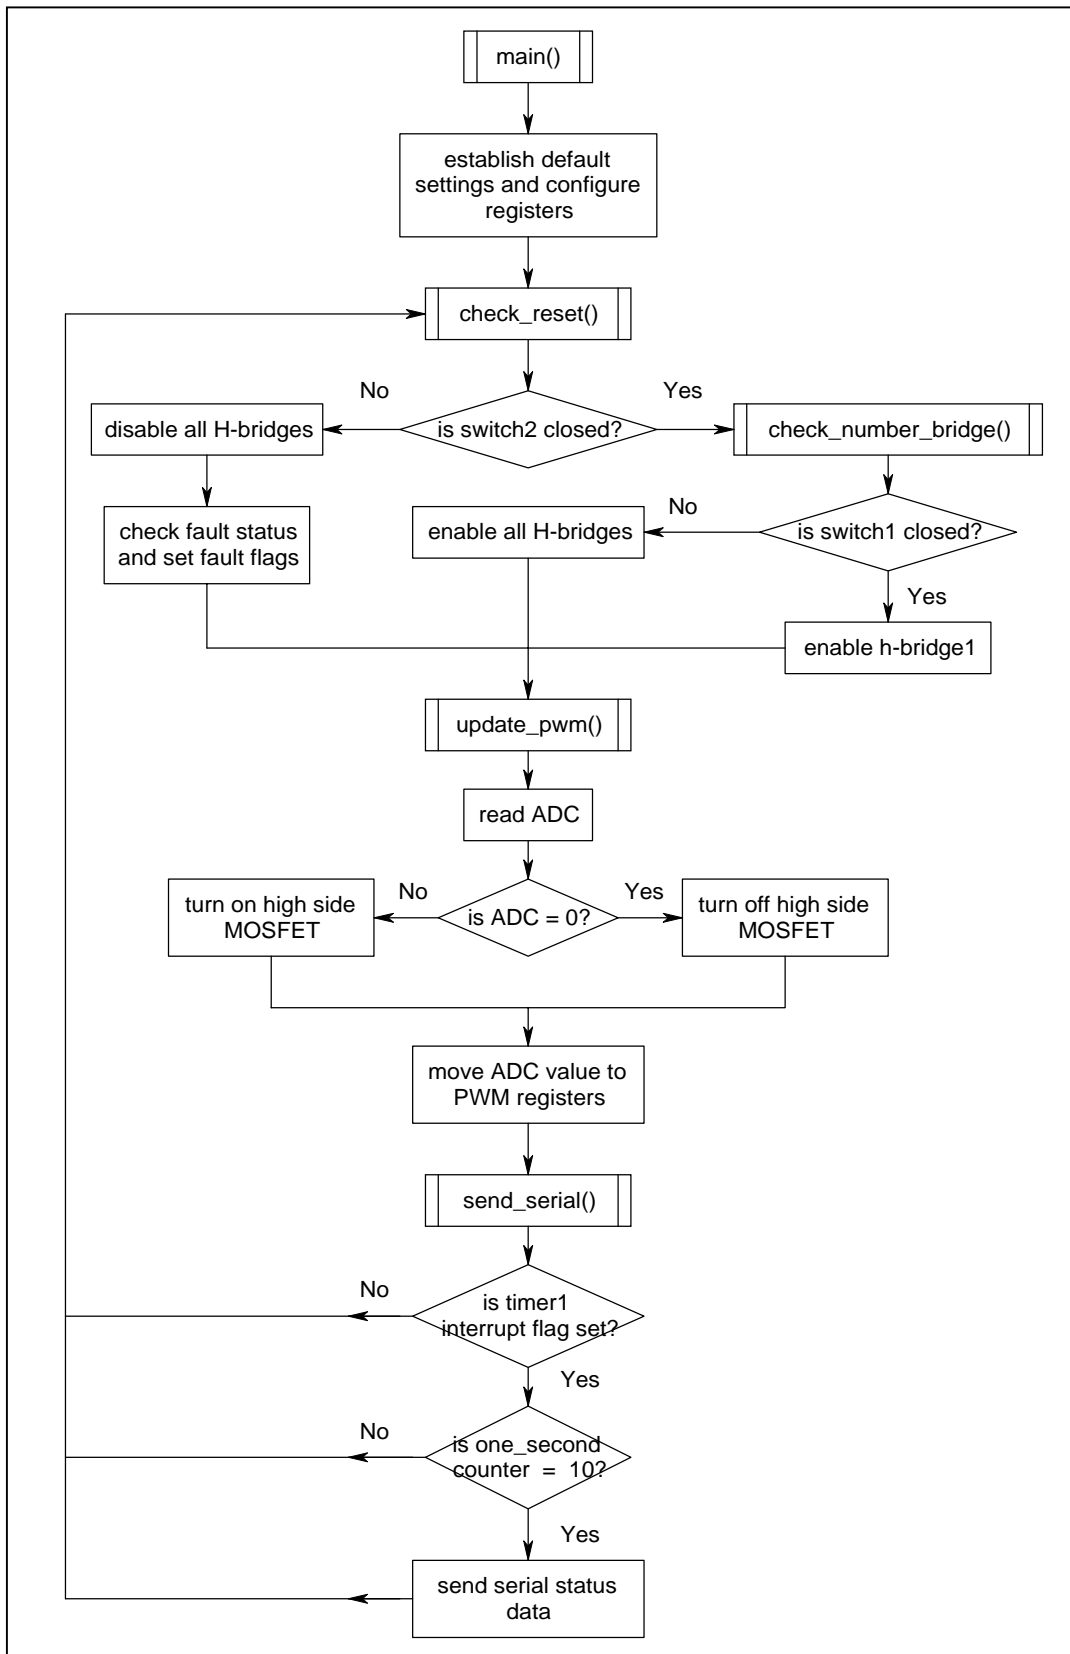 main()
establish default
settings and configure
registers
check_reset()
No
Yes
disable all H-bridges
is switch2 closed?
check_number_bridge()
check fault status
and set fault flags
enable all H-bridges
No
is switch1 closed?
Yes
enable h-bridge1
update_pwm()
read ADC
turn on high side
MOSFET
No
is ADC = 0?
Yes
turn off high side
MOSFET
move ADC value to
PWM registers
send_serial()
No
is timer1
interrupt flag set?
Yes
No
is one_second
counter = 10?
Yes
send serial status
data